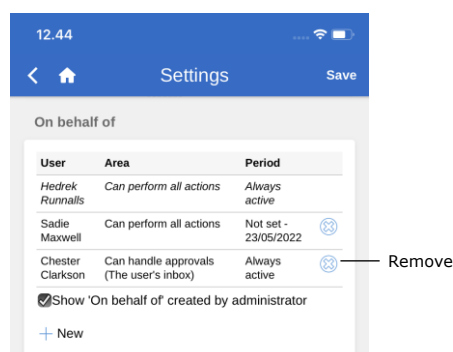 12.44
Settings
Save
On behalf of
User Area Period
Hedrek Can perform all actions Always
Runnalls active
Sadie Can perform all actions Not set -
Maxwell 23/05/2022
Chester Can handle approvals Always
Clarkson (The user's inbox) active
Remove
Show 'On behalf of' created by administrator
New